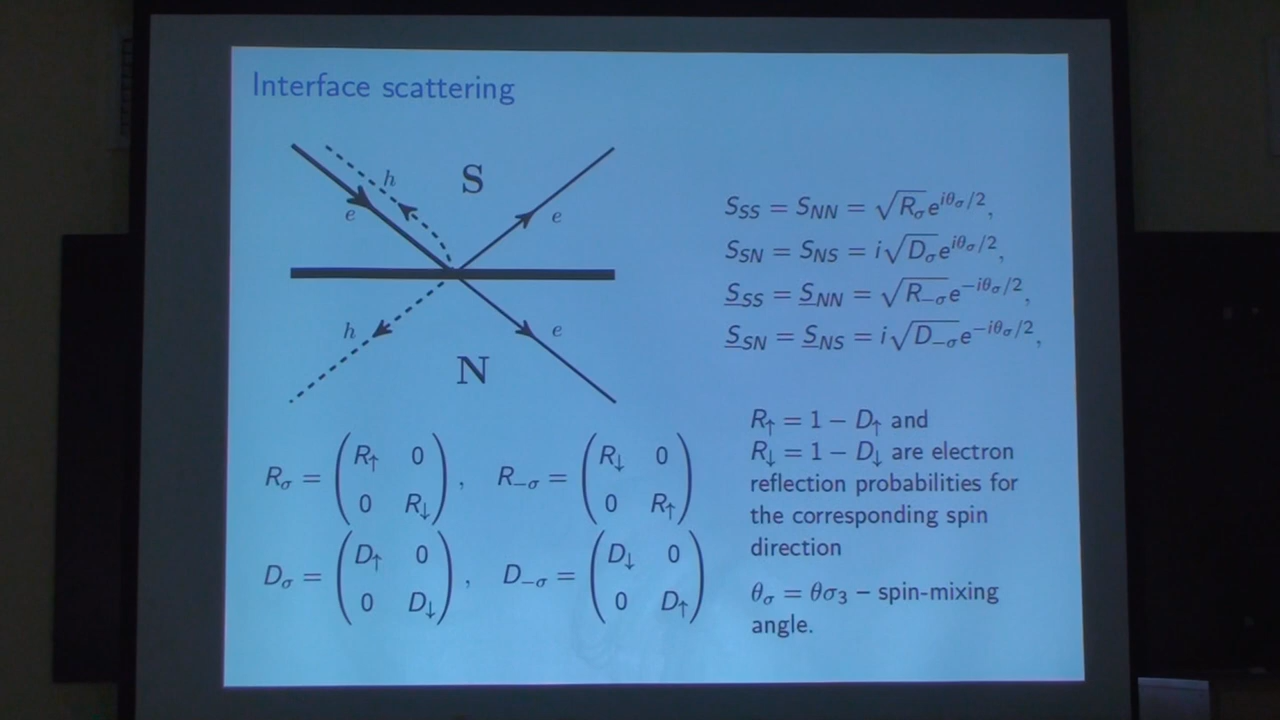 Interface scattering
h
S
e
e
h
e
N
S_SS = S_NN = √R_σ e^{iθ_σ/2},
S_SN = S_NS = i√D_σ e^{iθ_σ/2},
S̲_SS = S̲_NN = √R_{−σ} e^{−iθ_σ/2},
S̲_SN = S̲_NS = i√D_{−σ} e^{−iθ_σ/2},
R_σ = (R↑ 0 0 R↓), R_{−σ} = (R↓ 0 0 R↑)
D_σ = (D↑ 0 0 D↓), D_{−σ} = (D↓ 0 0 D↑)
R↑ = 1 − D↑ and
R↓ = 1 − D↓ are electron
reflection probabilities for
the corresponding spin
direction
θ_σ = θσ₃ – spin-mixing
angle.